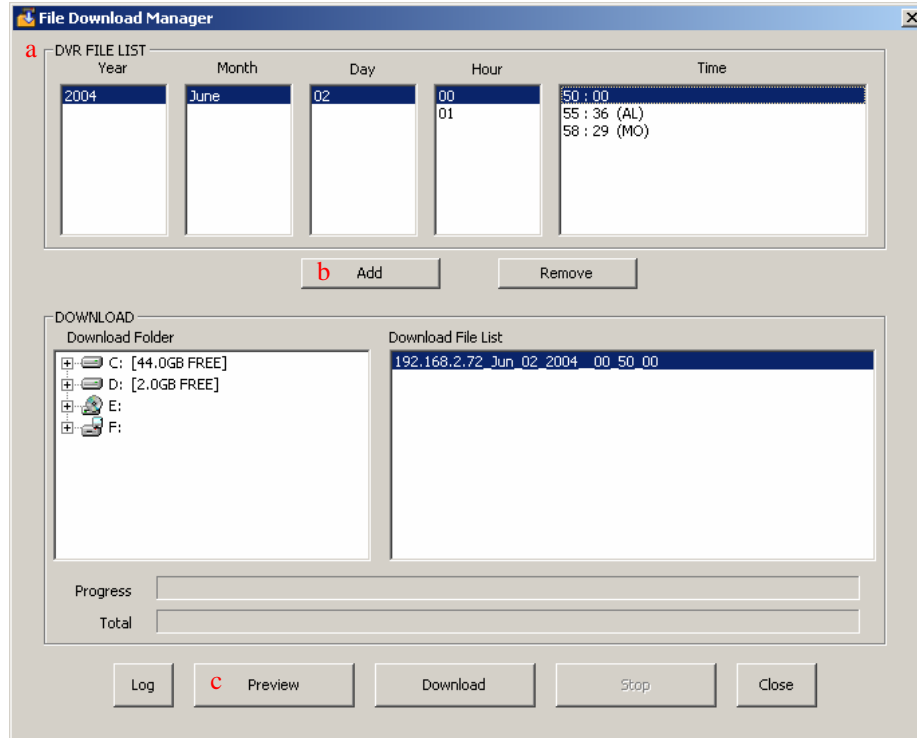 File Download Manager
a DVR FILE LIST
Year Month Day Hour Time
2004 June 02 00 50 : 00
01 55 : 36 (AL)
58 : 29 (MO)
b Add Remove
DOWNLOAD
Download Folder Download File List
C: [44.0GB FREE] 192.168.2.72_Jun_02_2004__00_50_00
D: [2.0GB FREE]
E:
F:
Progress
Total
Log c Preview Download Stop Close